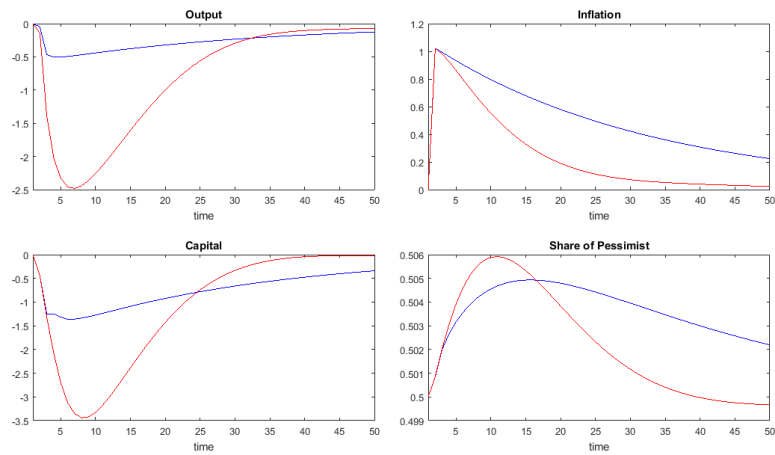 Output
0
-0.5
-1
-1.5
-2
-2.5
5 10 15 20 25 30 35 40 45 50
time
Inflation
1.2
1
0.8
0.6
0.4
0.2
0
5 10 15 20 25 30 35 40 45 50
time
Capital
0
-0.5
-1
-1.5
-2
-2.5
-3
-3.5
5 10 15 20 25 30 35 40 45 50
time
Share of Pessimist
0.506
0.505
0.504
0.503
0.502
0.501
0.5
0.499
5 10 15 20 25 30 35 40 45 50
time